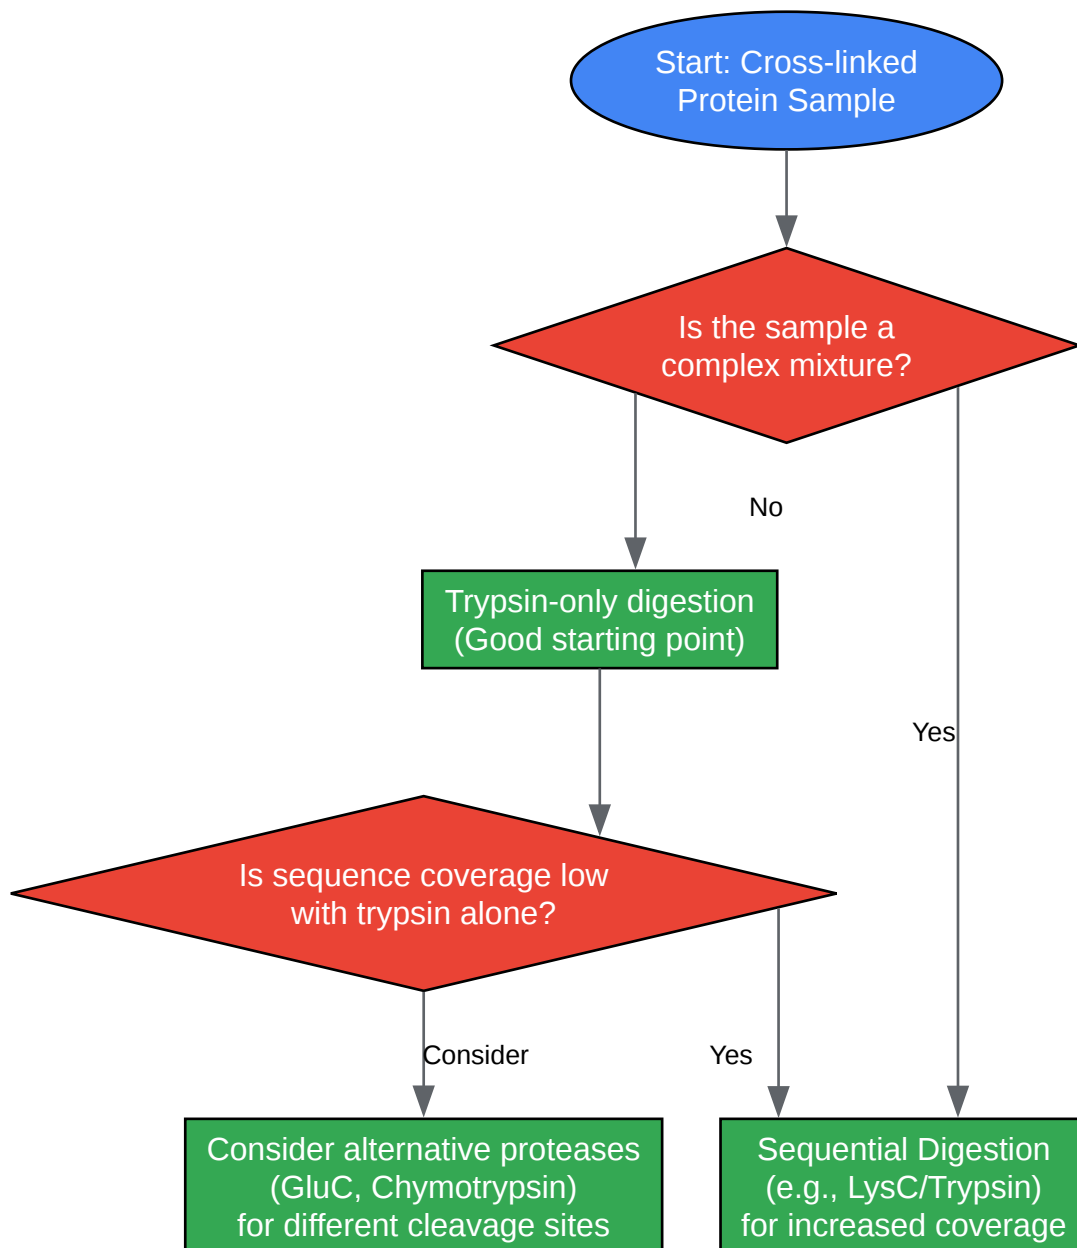 Start: Cross-linked
Protein Sample
Is the sample a
complex mixture?
No
Trypsin-only digestion
(Good starting point)
Yes
Is sequence coverage low
with trypsin alone?
Consider
Yes
Consider alternative proteases
(GluC, Chymotrypsin)
for different cleavage sites
Sequential Digestion
(e.g., LysC/Trypsin)
for increased coverage